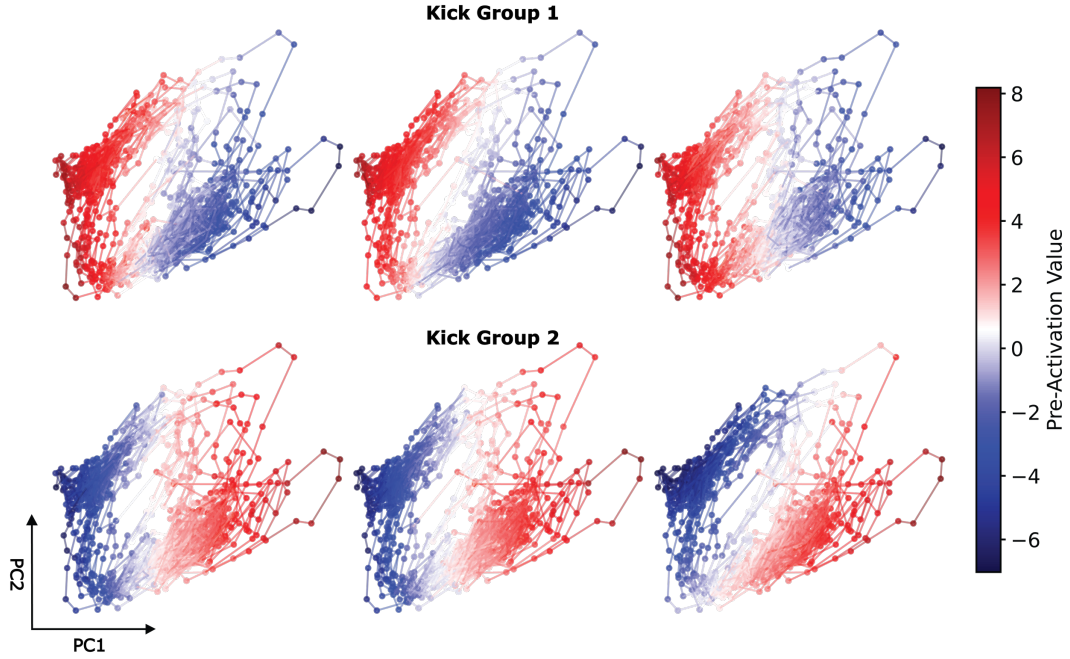 Kick Group 1
Kick Group 2
PC2
PC1
8
6
4
2
0
−2
−4
−6
Pre-Activation Value